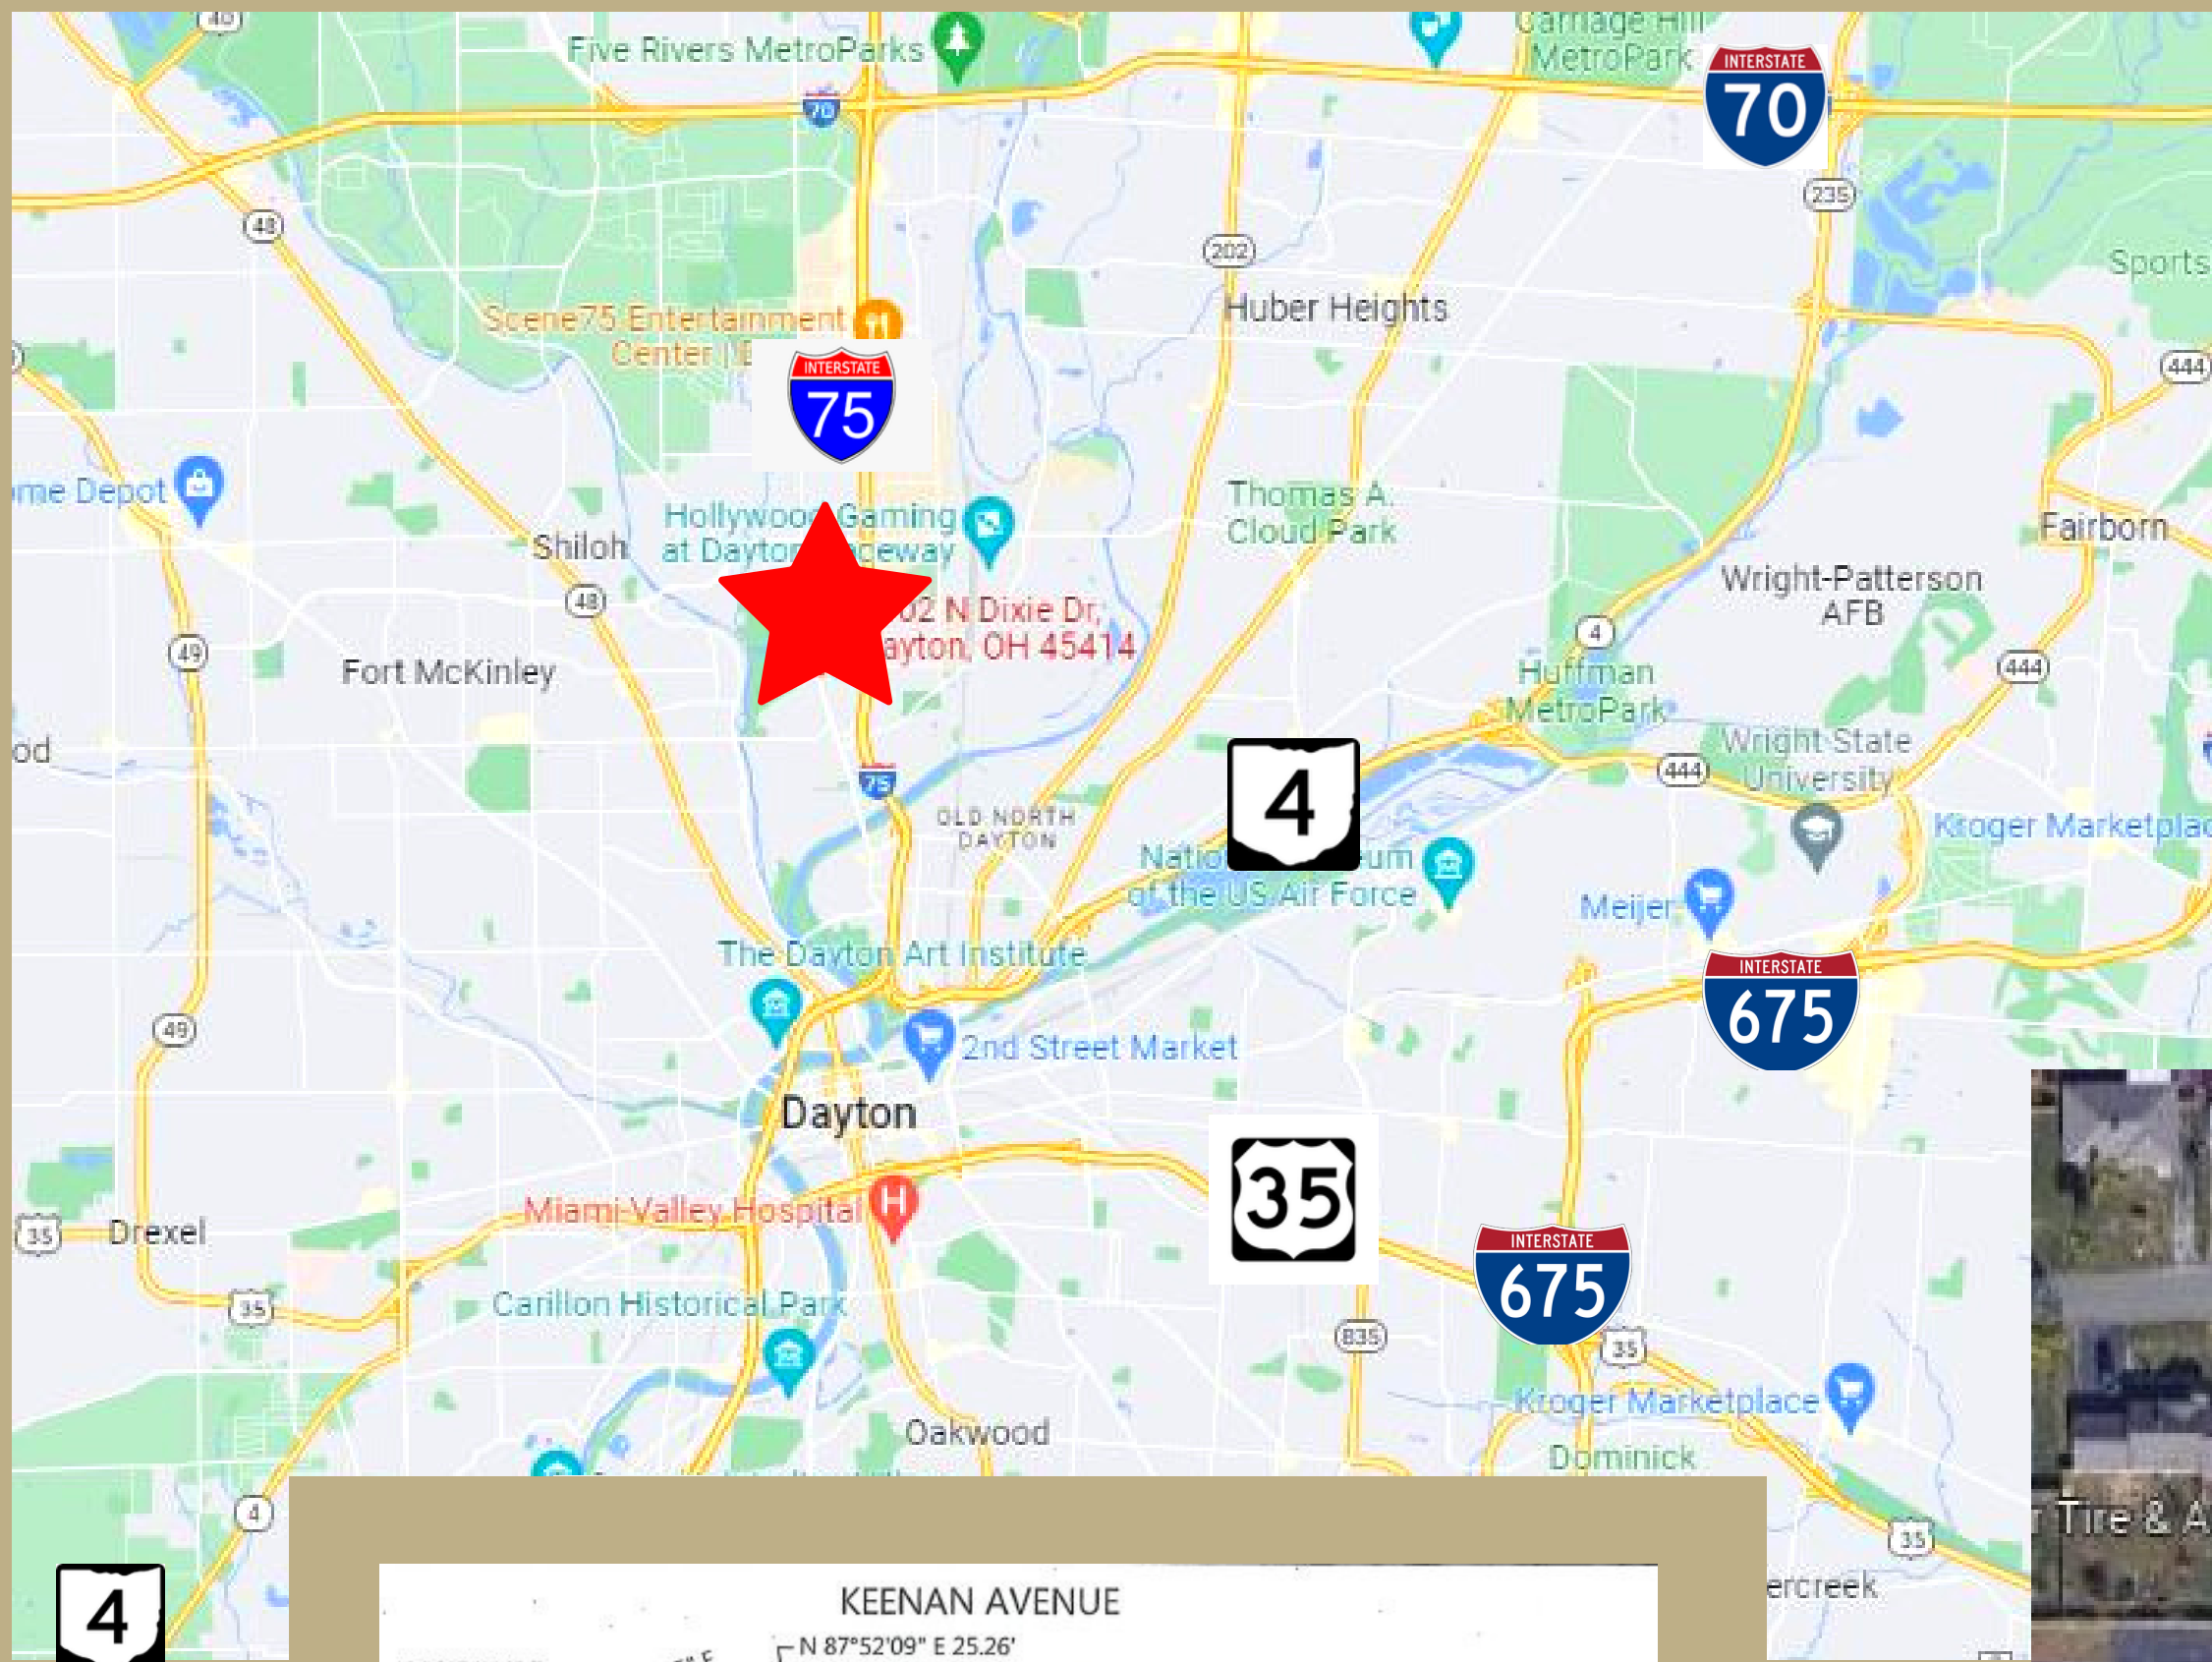 40
Five Rivers MetroParks
Carriage Hill
MetroPark
INTERSTATE
70
70
235
48
202
Sports
Huber Heights
Scene75 Entertainment
Center |
INTERSTATE
75
444
ome Depot
Thomas A.
Cloud Park
Hollywood Gaming
at Dayton Raceway
Shiloh
Fairborn
Wright-Patterson
AFB
48
02 N Dixie Dr,
ayton, OH 45414
4
49
Fort McKinley
444
Huffman
MetroPark
od
Wright State
University
444
75
4
OLD NORTH
DAYTON
Kroger Marketplac
Natio um
of the US Air Force
Meijer
The Dayton Art Institute
INTERSTATE
675
49
2nd Street Market
Dayton
35
Miami Valley Hospital
35
Drexel
INTERSTATE
675
35
Carillon Historical Park
835
35
Kroger Marketplace
Oakwood
Dominick
4
r Tire & A
35
4
ercreek
KEENAN AVENUE
N 87°52'09" E 25.26'